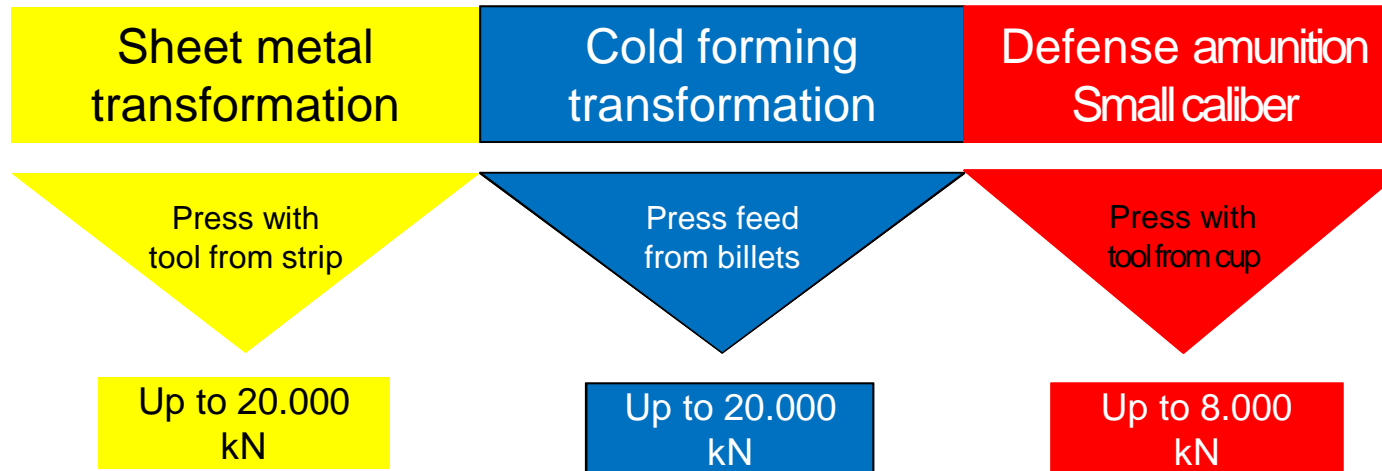 Sheet metal
transformation
Cold forming
transformation
Defense amunition
Small caliber
Press with
tool from strip
Press feed
from billets
Press with
tool from cup
Up to 20.000
kN
Up to 20.000
kN
Up to 8.000
kN